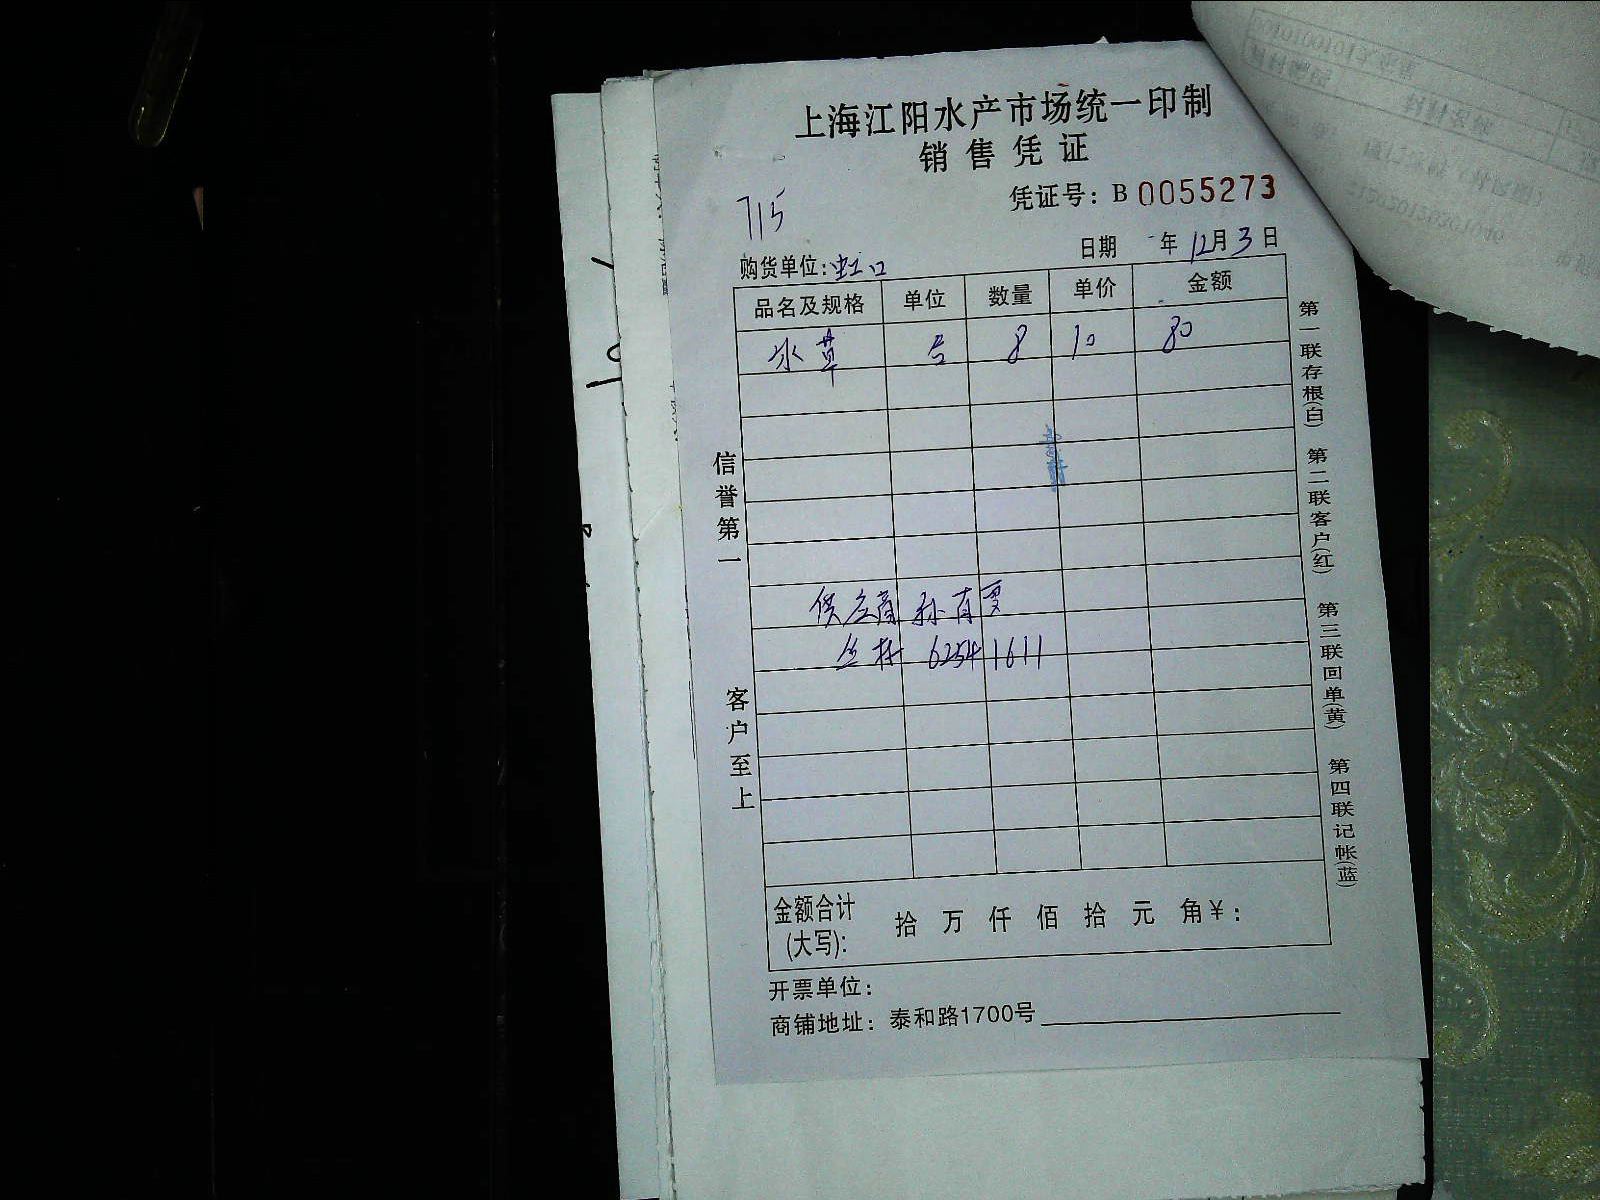 上海江阳水产市场统一印制
销售凭证
凭证号：B 0055273
715
购货单位：虹口 日期 年 12月 3 日
品名及规格 单位 数量 单价 金额
水草 8 10 80
供应商 孙
6254 1611
信誉第一
客户至上
第一联存根(白) 第二联客户(红) 第三联回单(黄) 第四联记帐(蓝)
金额合计(大写)： 拾 万 仟 佰 拾 元 角 ¥：
开票单位：
商铺地址：泰和路1700号